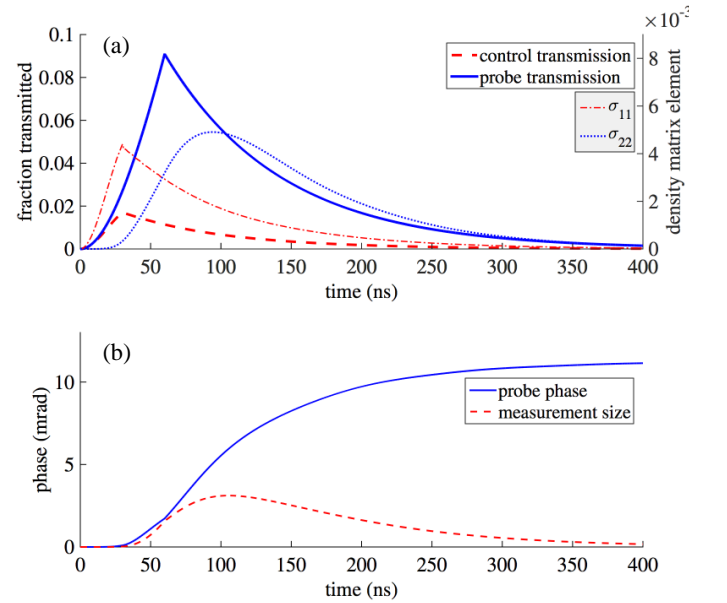 (a)
×10⁻³
0.1
0.08
0.06
0.04
0.02
0
fraction transmitted
control transmission
probe transmission
σ₁₁
σ₂₂
8
6
4
2
0
density matrix element
0 50 100 150 200 250 300 350 400
time (ns)
(b)
10
5
0
phase (mrad)
probe phase
measurement size
0 50 100 150 200 250 300 350 400
time (ns)